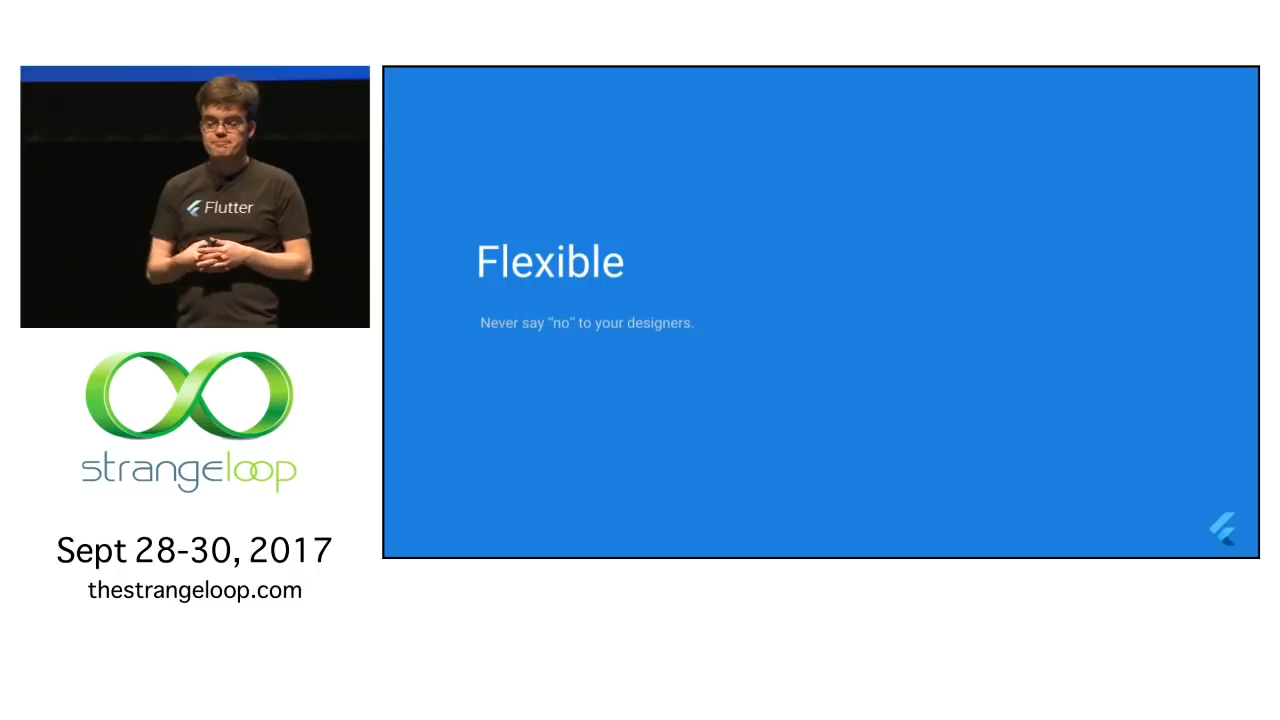 Flutter
strangeloop
Sept 28-30, 2017
thestrangeloop.com
Flexible
Never say “no” to your designers.